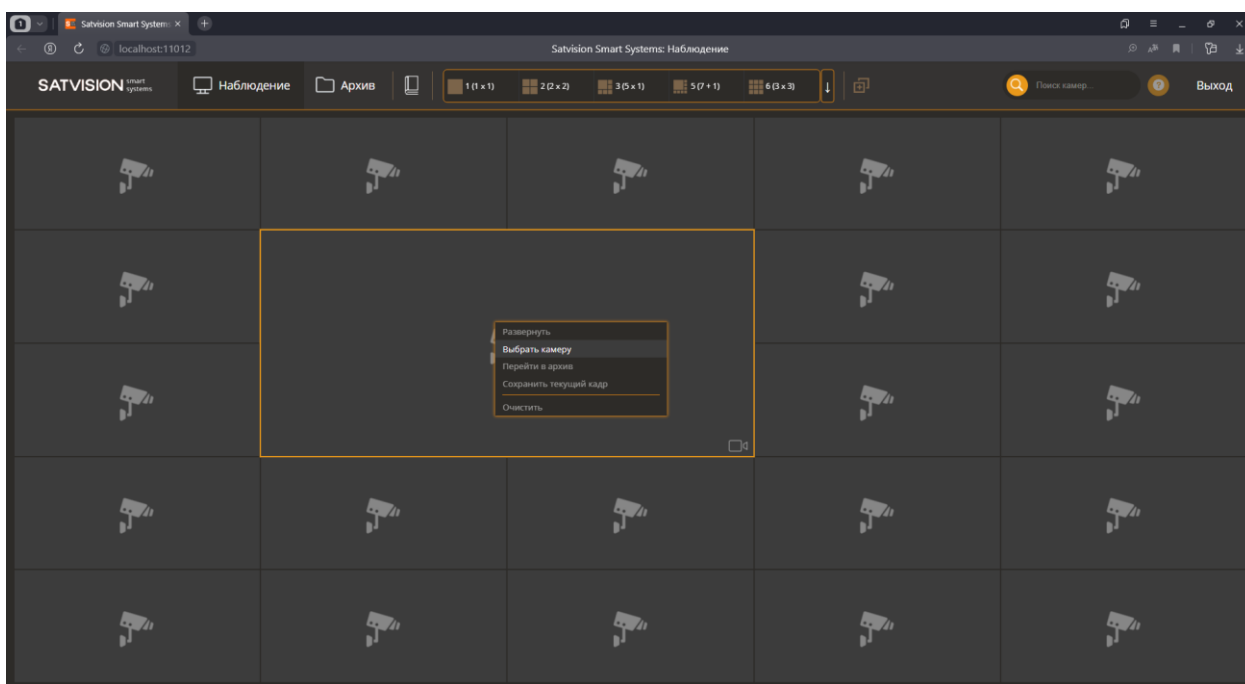 1
Satvision Smart System:
localhost:11012
Satvision Smart Systems: Наблюдение
SATVISION smart systems
Наблюдение
Архив
1 (1 x 1)
2 (2 x 2)
3 (5 x 1)
5 (7 + 1)
6 (3 x 3)
Поиск камер...
?
Выход
Развернуть
Выбрать камеру
Перейти в архив
Сохранить текущий кадр
Очистить